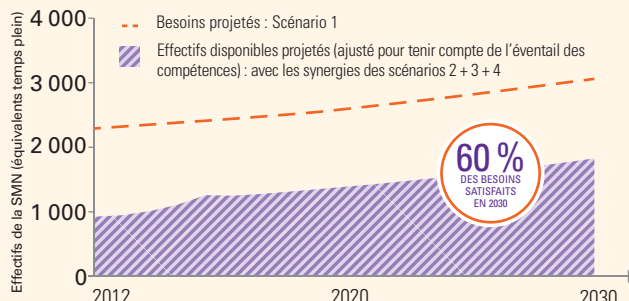 4 000
3 000
2 000
1 000
0
Effectifs de la SMN (équivalents temps plein)
Besoins projetés : Scénario 1
Effectifs disponibles projetés (ajusté pour tenir compte de l’éventail des
compétences) : avec les synergies des scénarios 2 + 3 + 4
60 %
DES BESOINS
SATISFAITS
EN 2030
2012
2020
2030